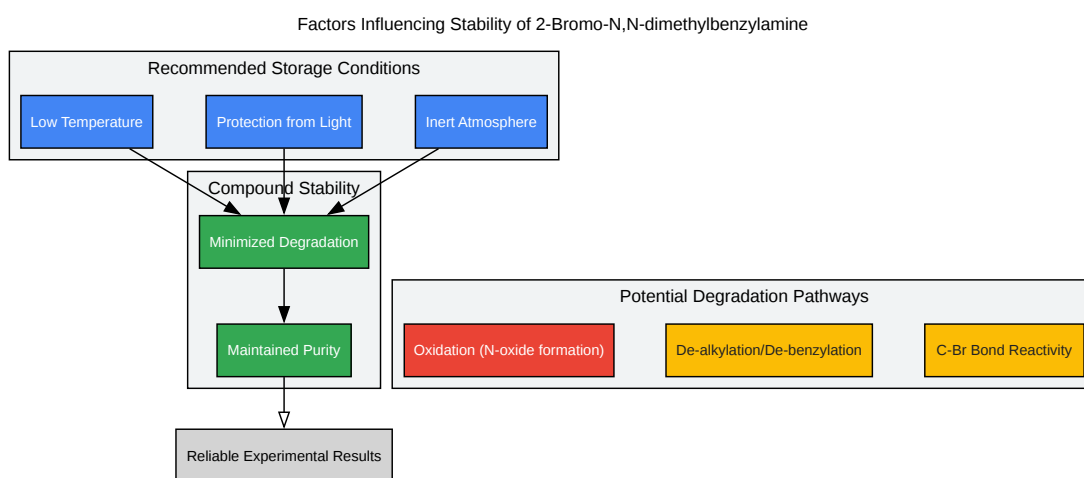 Factors Influencing Stability of 2-Bromo-N,N-dimethylbenzylamine
Recommended Storage Conditions
Low Temperature
Protection from Light
Inert Atmosphere
Compound Stability
Minimized Degradation
Maintained Purity
Potential Degradation Pathways
Oxidation (N-oxide formation)
De-alkylation/De-benzylation
C-Br Bond Reactivity
Reliable Experimental Results